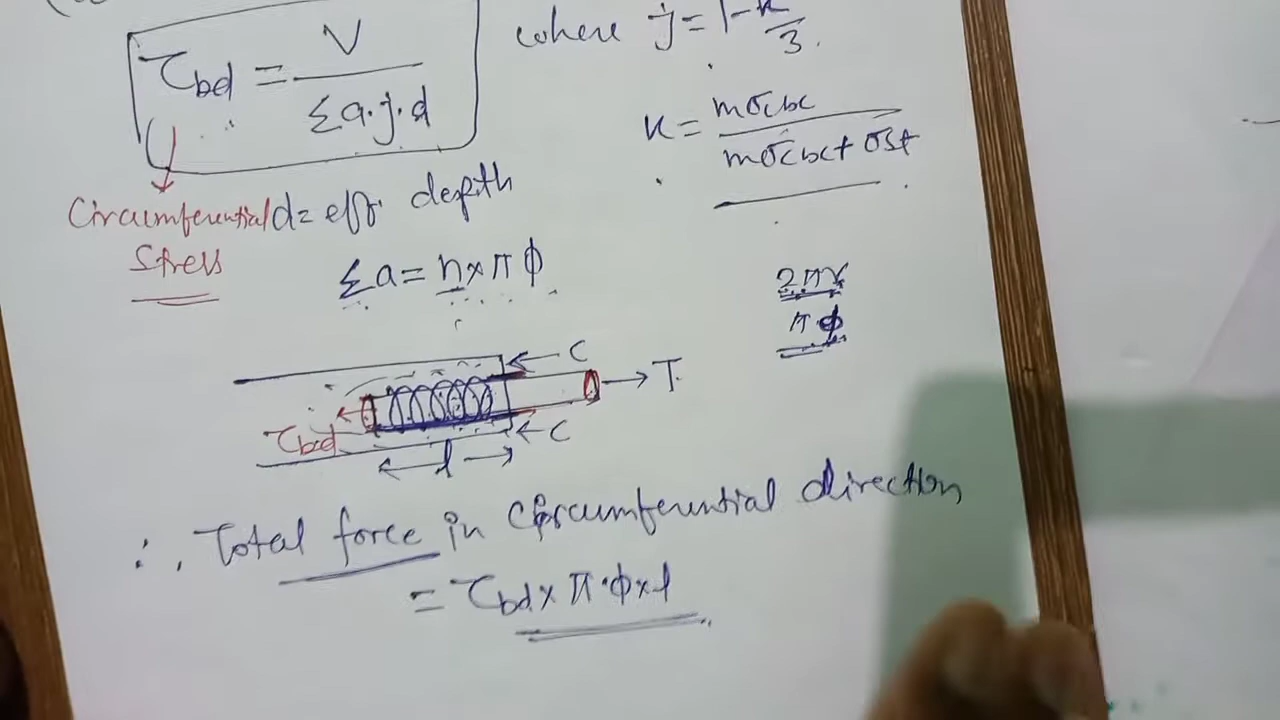 τbd = V / Σa.j.d
where j = 1 - k/3.
k = mσcbc / mσcbc + σst
Circumferential Stress
d = eff. depth
Σa = n × π ϕ
2πr
π ϕ
C
T
τbd
C
l
∴, Total force in Circumferential direction
= τbd × π·ϕ × l